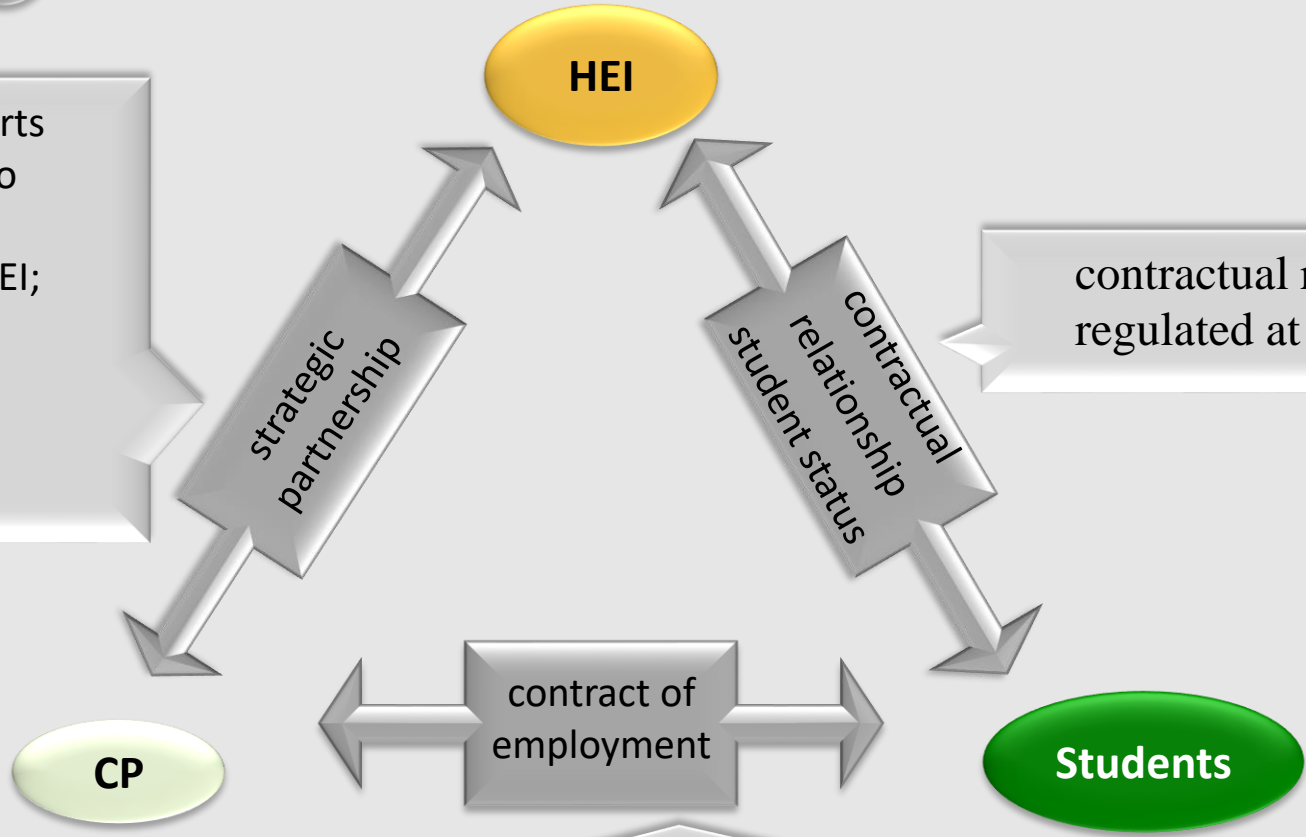 HEI
rts
o
EI;
strategic
partnership
contractual
relationship
student status
contractual
regulated at
contract of
employment
CP
Students